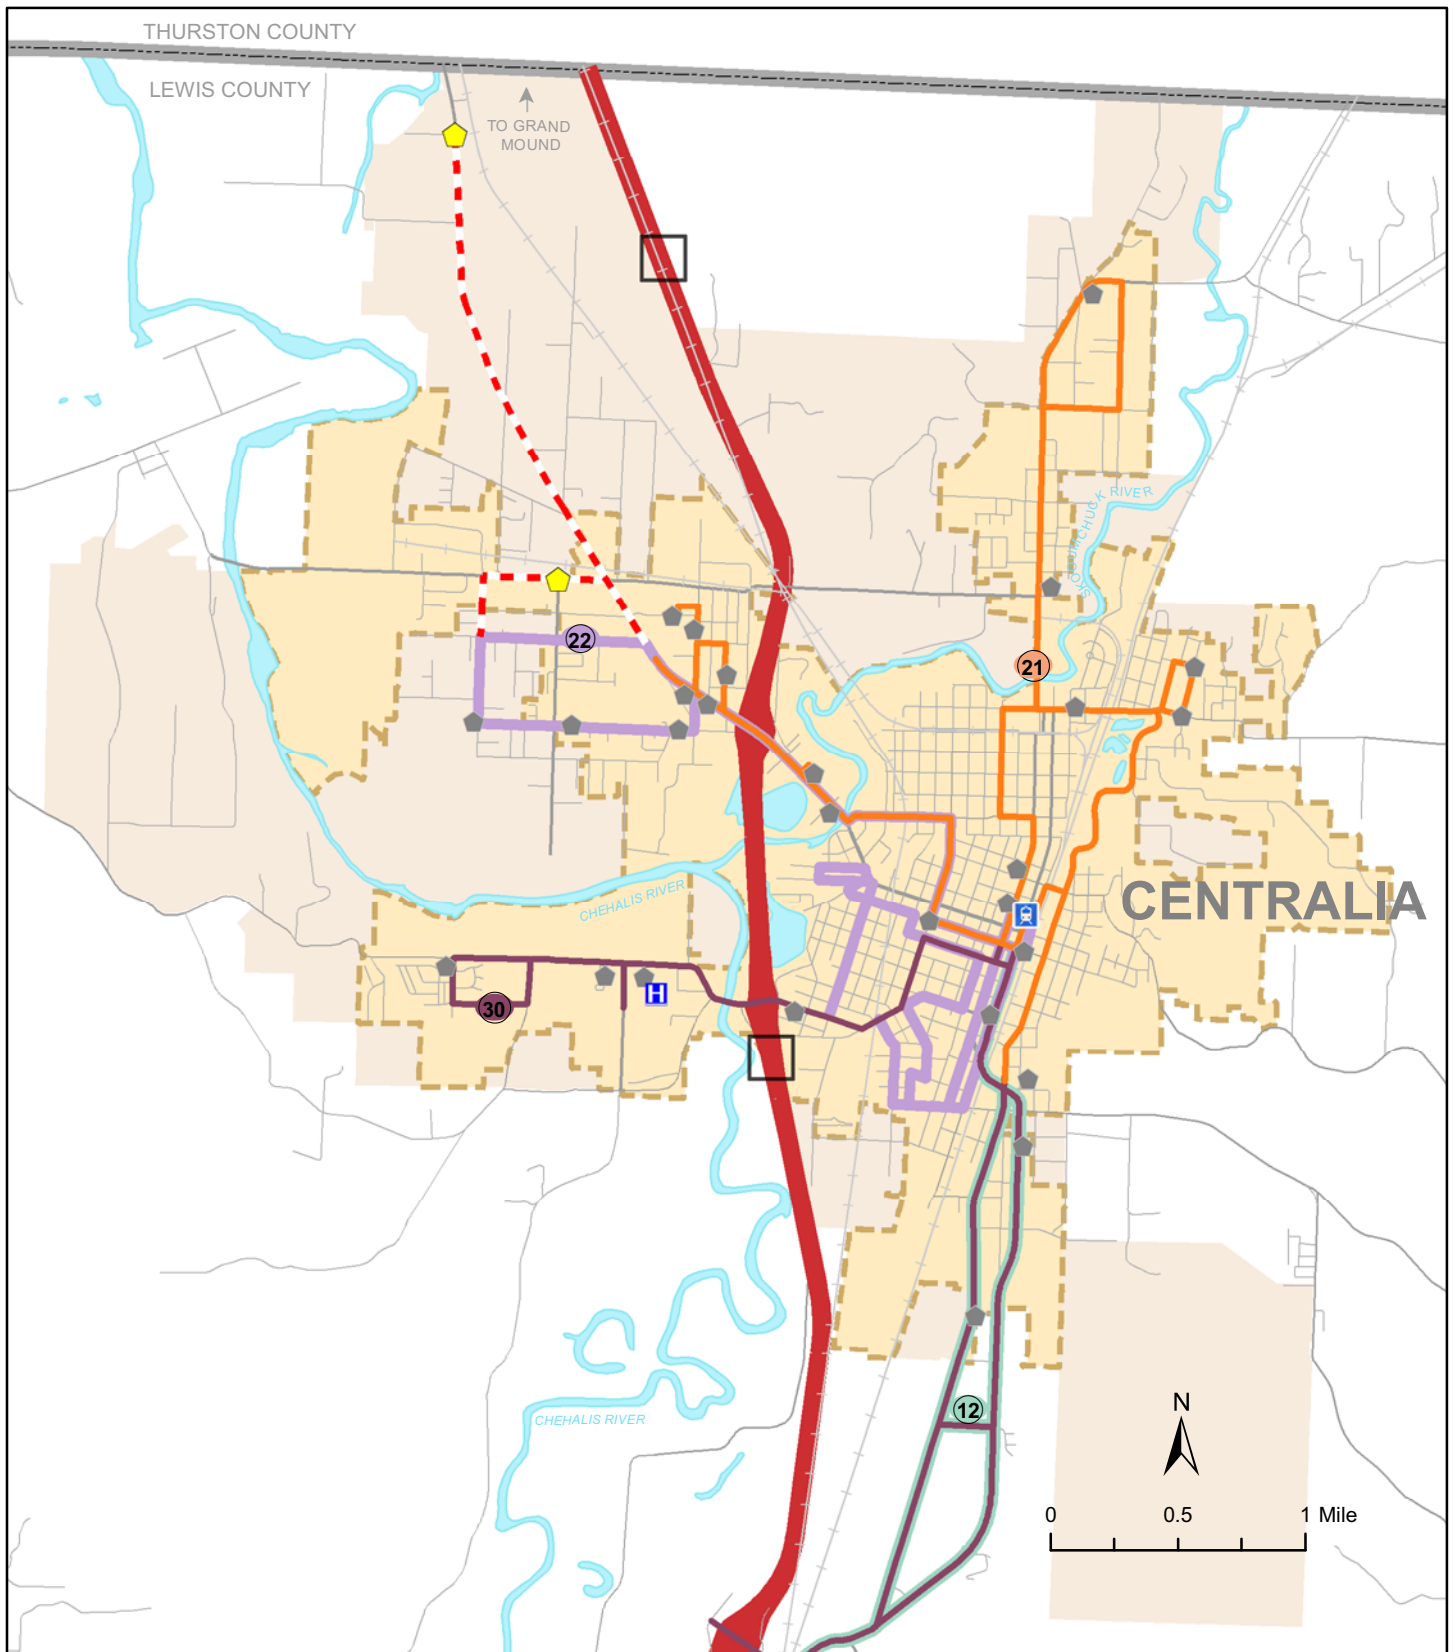 THURSTON COUNTY
LEWIS COUNTY
TO GRAND
MOUND
SKOOKUMCHUCK RIVER
22
21
CENTRALIA
CHEHALIS RIVER
H
30
12
CHEHALIS RIVER
N
0 0.5 1 Mile